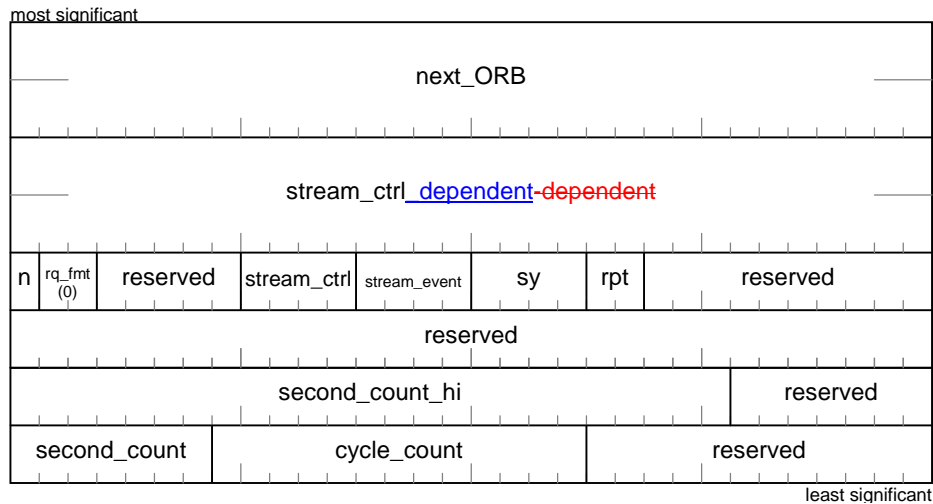 most significant
next_ORB
stream_ctrl_dependent-dependent
n rq_fmt (0) reserved stream_ctrl stream_event sy rpt reserved
reserved
second_count_hi reserved
second_count cycle_count reserved
least significant